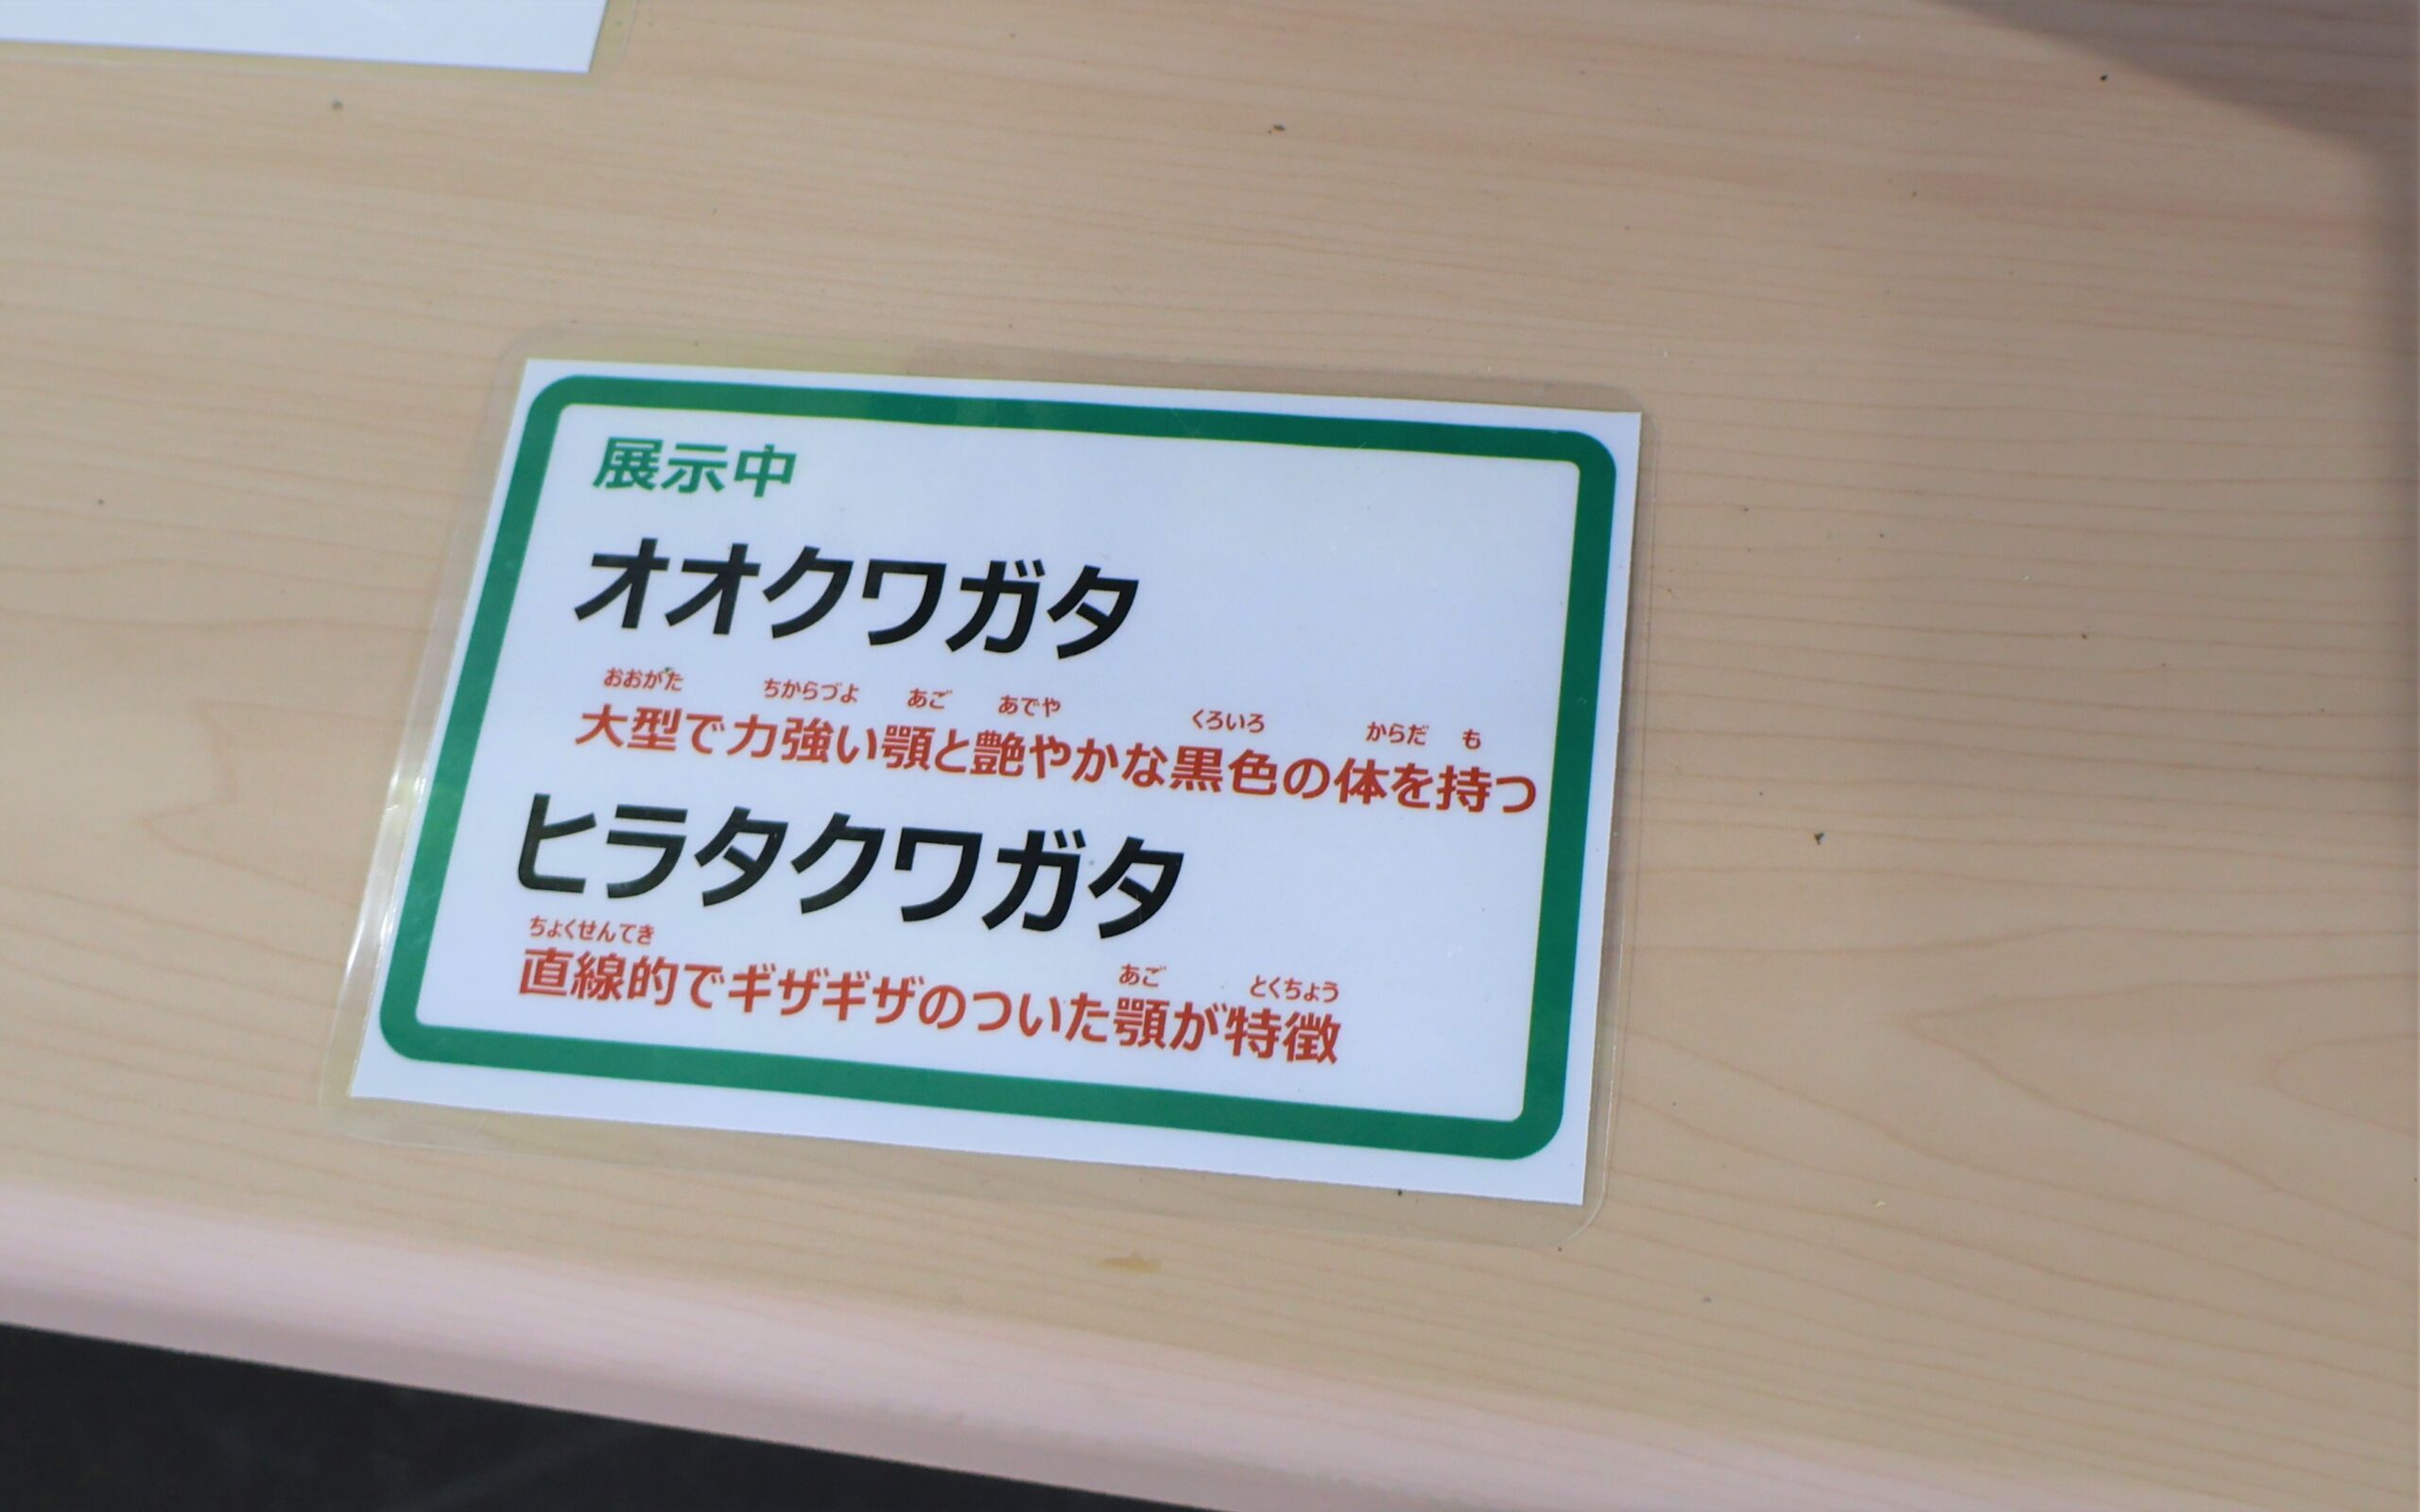 展示中
オオクワガタ
おおがた ちからづよ あご あでや くろいろ からだ も
大型で力強い顎と艶やかな黒色の体を持つ
ヒラタクワガタ
ちょくせんてき あご とくちょう
直線的でギザギザのついた顎が特徴